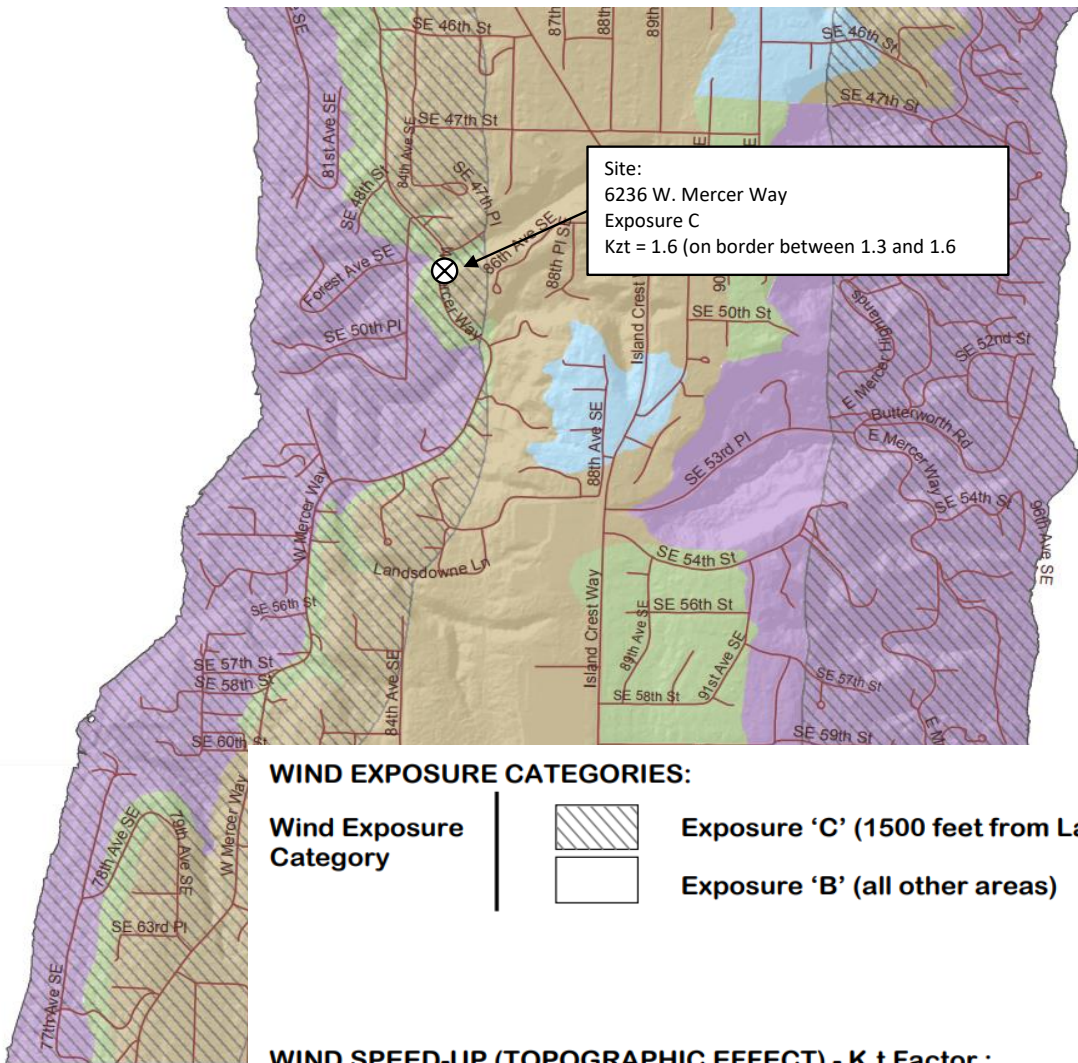 SE 46th St
87th
88th
89th
SE 46th St
81st Ave SE
84th Ave SE
SE 47th St
SE 47th St
SE 48th St
SE 47th Pl
Site:
6236 W. Mercer Way
Exposure C
Kzt = 1.6 (on border between 1.3 and 1.6
Forest Ave SE
86th Ave SE
88th Pl SE
90
SE 50th Pl
ercer Way
Island Crest W
SE 50th St
E Mercer Highlands
SE 52nd St
88th Ave SE
SE 53rd Pl
Butterworth Rd
E Mercer Way
SE 54th St
96th Ave SE
W Mercer Way
Landsdowne Ln
SE 54th St
SE 56th St
Island Crest Way
89th Ave SE
SE 56th St
91st Ave SE
SE 57th St
SE 58th St
84th Ave SE
SE 58th St
SE 57th St
SE 60th St
SE 59th St
E M
WIND EXPOSURE CATEGORIES:
Wind Exposure
Category
Exposure ‘C’ (1500 feet from La
Exposure ‘B’ (all other areas)
78th Ave SE
79th Ave SE
W Mercer Way
SE 63rd Pl
77th Ave SE
WIND SPEED-UP (TOPOGRAPHIC EFFECT) - K t Factor :